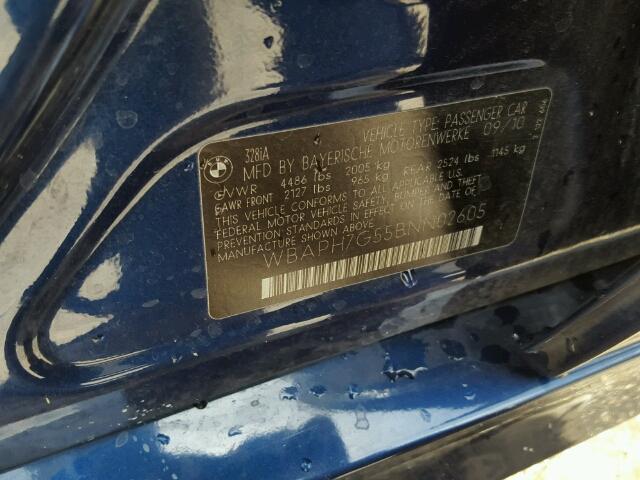 BMW
328iA
VEHICLE TYPE PASSENGER CAR
MFD BY BAYERISCHE MOTORENWERKE 09/10
GVWR 4486 lbs 2005 kg
GAWR FRONT 2127 lbs 965 kg REAR 2524 lbs 1145 kg
THIS VEHICLE CONFORMS TO ALL APPLICABLE U.S.
FEDERAL MOTOR VEHICLE SAFETY, BUMPER, AND THEFT
PREVENTION STANDARDS IN EFFECT ON THE DATE OF
MANUFACTURE SHOWN ABOVE
WBAPH7G55BNN02605